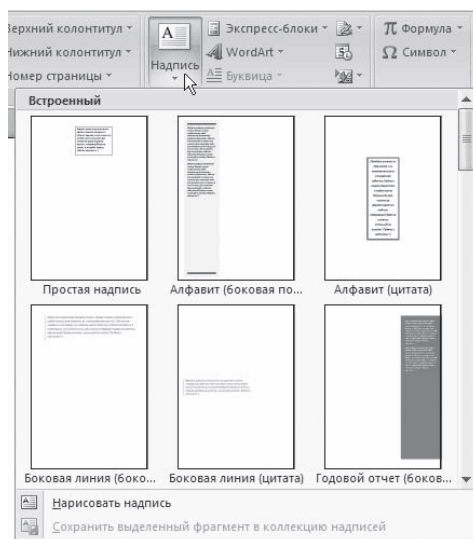 Верхний колонтитул
Нижний колонтитул
Номер страницы
A
Надпись
Экспресс-блоки
WordArt
Буквица
π Формула
Ω Символ
Встроенный
Простая надпись
Алфавит (боковая по...
Алфавит (цитата)
Боковая линия (боко...
Боковая линия (цитата)
Годовой отчет (боков...
Нарисовать надпись
Сохранить выделенный фрагмент в коллекцию надписей